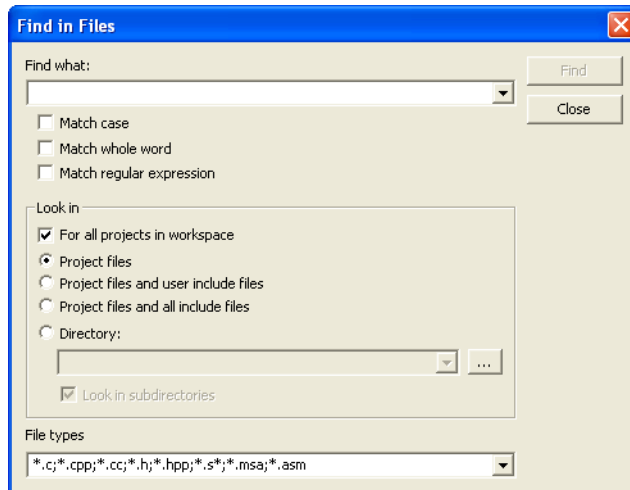 Find in Files
Find what:
Find
Close
Match case
Match whole word
Match regular expression
Look in
For all projects in workspace
Project files
Project files and user include files
Project files and all include files
Directory:
...
Look in subdirectories
File types
*.c;*.cpp;*.cc;*.h;*.hpp;*.s*;*.msa;*.asm